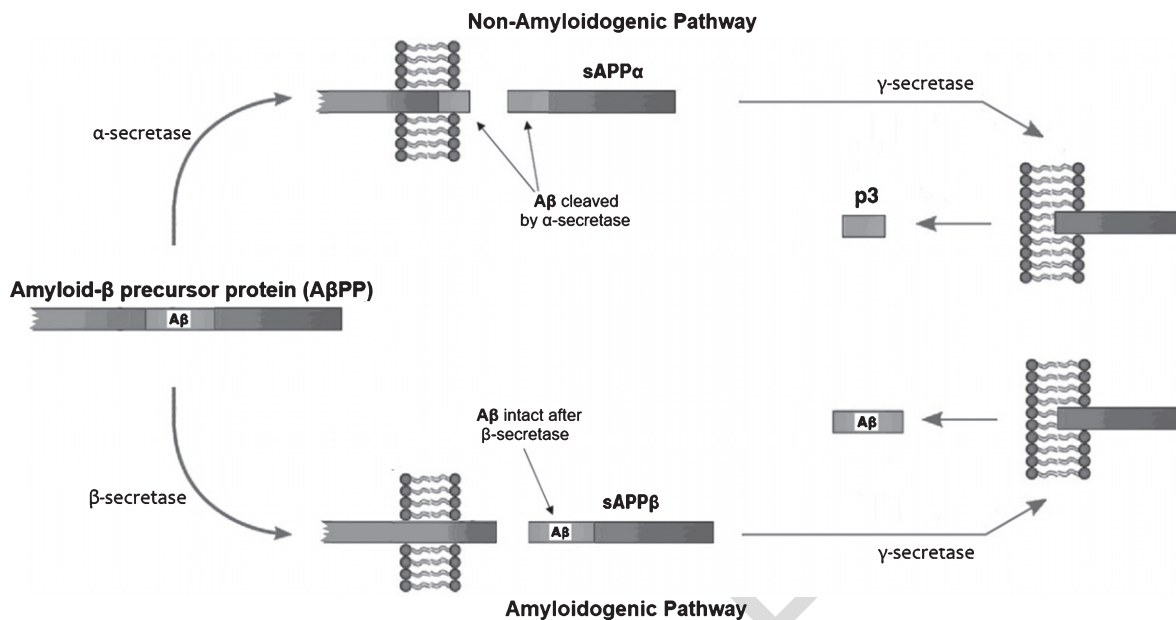 Non-Amyloidogenic Pathway
sAPPα
γ-secretase
α-secretase
Aβ cleaved
by α-secretase
p3
Amyloid-β precursor protein (AβPP)
Aβ
Aβ intact after
β-secretase
Aβ
β-secretase
sAPPβ
Aβ
γ-secretase
Amyloidogenic Pathway